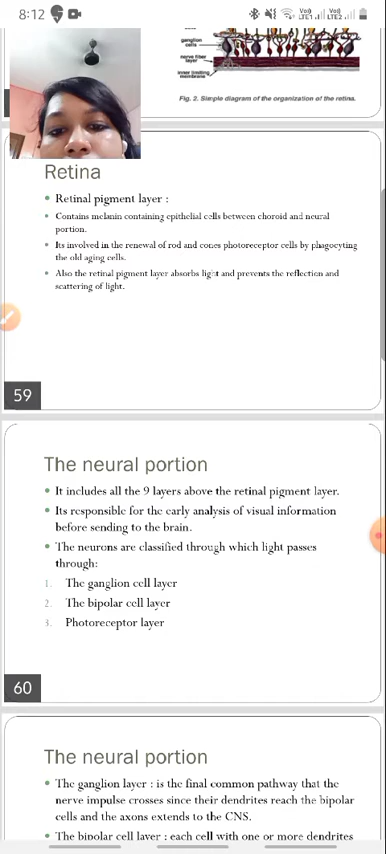 8:12
Vo))
LTE1
Vo))
LTE2
ganglion
cells
nerve fiber
layer
inner limiting
membrane
Fig. 2. Simple diagram of the organization of the retina.
Retina
• Retinal pigment layer :
• Contains melanin containing epithelial cells between choroid and neural
portion.
• Its involved in the renewal of rod and cones photoreceptor cells by phagocyting
the old aging cells.
• Also the retinal pigment layer absorbs light and prevents the reflection and
scattering of light.
59
The neural portion
• It includes all the 9 layers above the retinal pigment layer.
• Its responsible for the early analysis of visual information
before sending to the brain.
• The neurons are classified through which light passes
through:
1. The ganglion cell layer
2. The bipolar cell layer
3. Photoreceptor layer
60
The neural portion
• The ganglion layer : is the final common pathway that the
nerve impulse crosses since their dendrites reach the bipolar
cells and the axons extends to the CNS.
• The bipolar cell layer : each cell with one or more dendrites